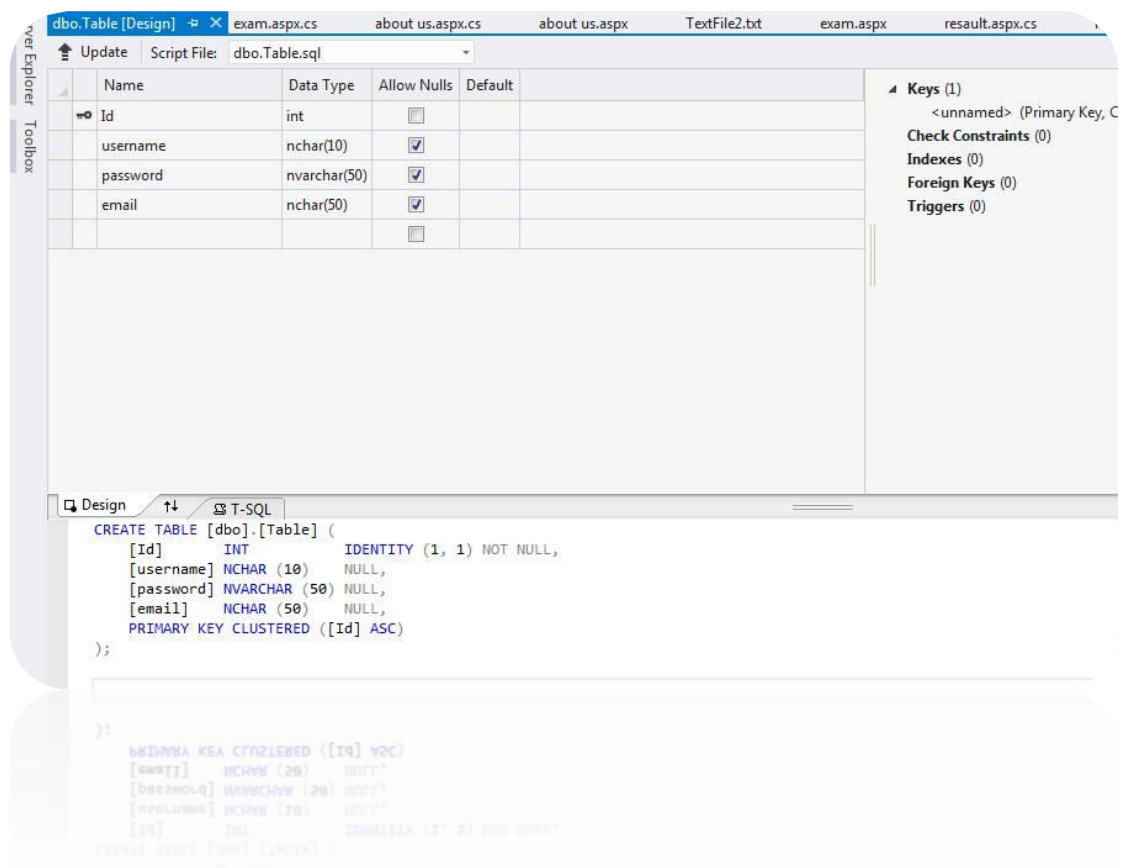 dbo.Table [Design] exam.aspx.cs about us.aspx.cs about us.aspx TextFile2.txt exam.aspx resault.aspx.cs
ver Explorer
Toolbox
Update Script File: dbo.Table.sql
Name Data Type Allow Nulls Default
Id int
username nchar(10)
password nvarchar(50)
email nchar(50)
Keys (1)
<unnamed> (Primary Key, C
Check Constraints (0)
Indexes (0)
Foreign Keys (0)
Triggers (0)
Design T-SQL
CREATE TABLE [dbo].[Table] (
[Id] INT IDENTITY (1, 1) NOT NULL,
[username] NCHAR (10) NULL,
[password] NVARCHAR (50) NULL,
[email] NCHAR (50) NULL,
PRIMARY KEY CLUSTERED ([Id] ASC)
);